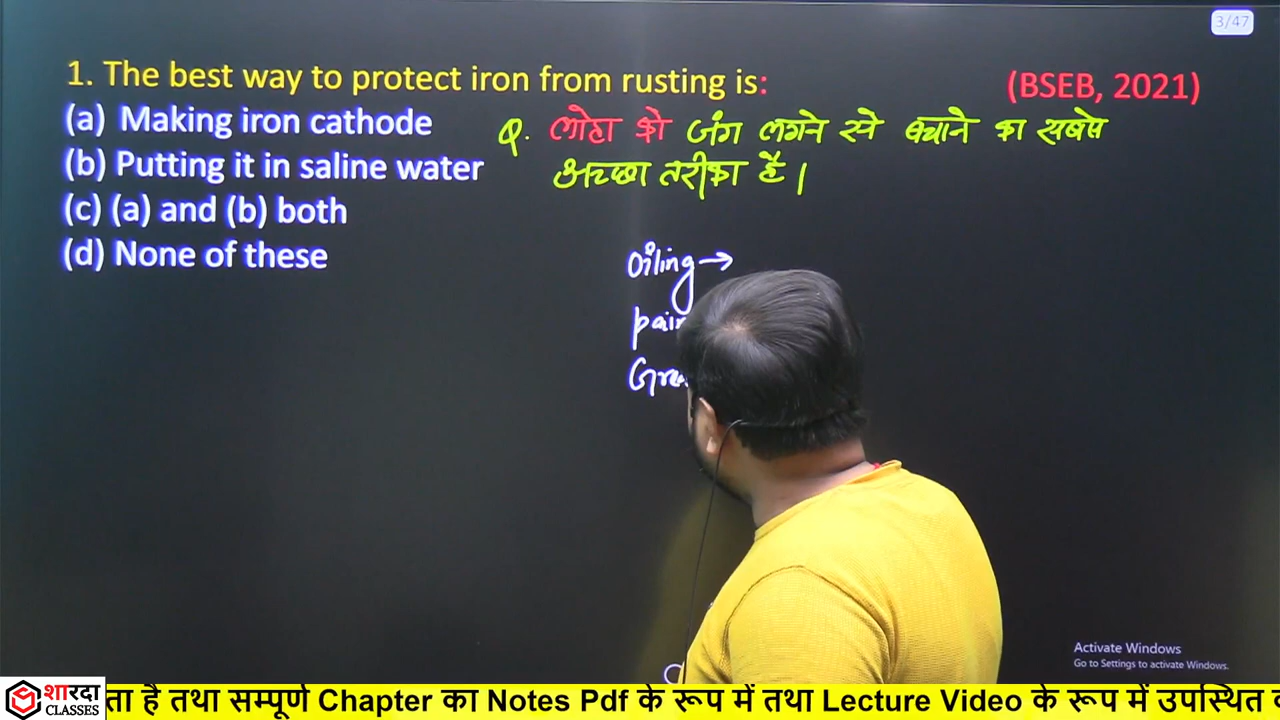 3/47
1. The best way to protect iron from rusting is: (BSEB, 2021)
(a) Making iron cathode
(b) Putting it in saline water
(c) (a) and (b) both
(d) None of these
Q. लोहा को जंग लगने से बचाने का सबसे
अच्छा तरीका है।
Oiling →
pain
Gre
Activate Windows
Go to Settings to activate Windows.
शारदा
CLASSES
ता है तथा सम्पूर्ण Chapter का Notes Pdf के रूप में तथा Lecture Video के रूप में उपस्थित